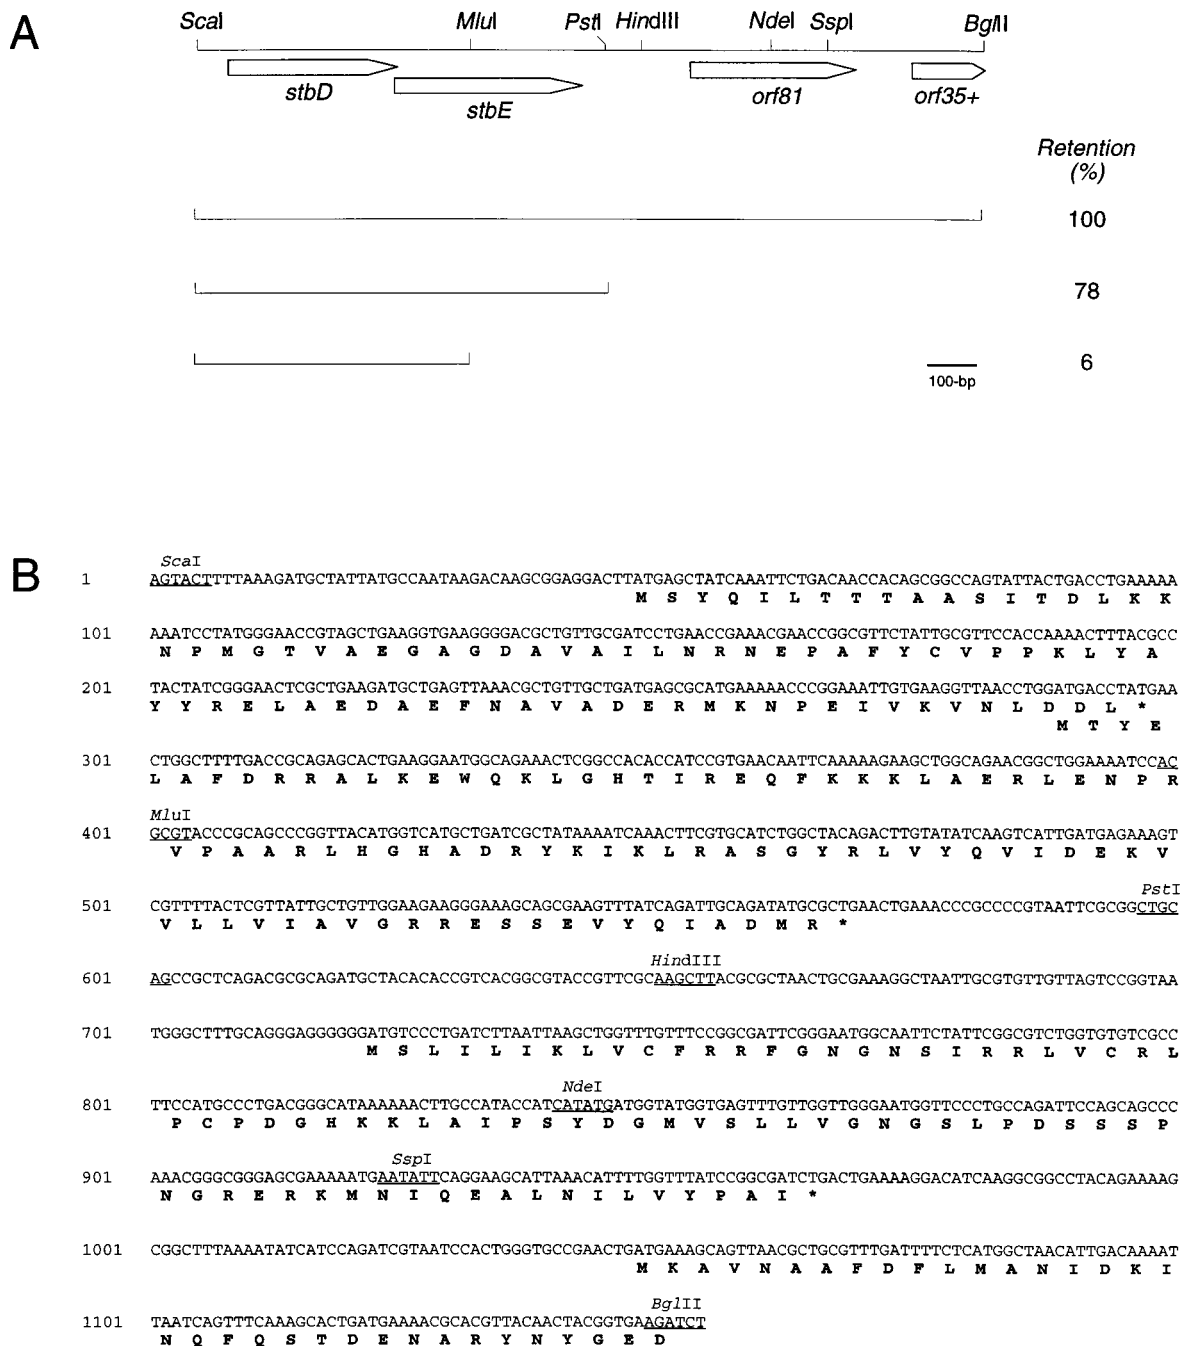 A
ScaI MluI PstI HindIII NdeI SspI BglII
stbD stbE orf81 orf35+
Retention
(%)
100
78
6
100-bp
B
ScaI
1 AGTACTTTTAAAGATGCTATTATGCCAATAAGACAAGCGGAGGACTTATGAGCTATCAAATTCTGACAACCACAGCGGCCAGTATTACTGACCTGAAAAA
M S Y Q I L T T T A A S I T D L K K
101 AAATCCTATGGGAACCGTAGCTGAAGGTGAAGGGGACGCTGTTGCGATCCTGAACCGAAACGAACCGGCGTTCTATTGCGTTCCACCAAAACTTTACGCC
N P M G T V A E G A G D A V A I L N R N E P A F Y C V P P K L Y A
201 TACTATCGGGAACTCGCTGAAGATGCTGAGTTAAACGCTGTTGCTGATGAGCGCATGAAAAACCCGGAAATTGTGAAGGTTAACCTGGATGACCTATGAA
Y Y R E L A E D A E F N A V A D E R M K N P E I V K V N L D D L *
M T Y E
301 CTGGCTTTTGACCGCAGAGCACTGAAGGAATGGCAGAAACTCGGCCACACCATCCGTGAACAATTCAAAAAGAAGCTGGCAGAACGGCTGGAAAATCCAC
L A F D R R A L K E W Q K L G H T I R E Q F K K K L A E R L E N P R
MluI
401 GCGTACCCGCAGCCCGGTTACATGGTCATGCTGATCGCTATAAAATCAAACTTCGTGCATCTGGCTACAGACTTGTATATCAAGTCATTGATGAGAAAGT
V P A A R L H G H A D R Y K I K L R A S G Y R L V Y Q V I D E K V
PstI
501 CGTTTTACTCGTTATTGCTGTTGGAAGAAGGGAAAGCAGCGAAGTTTATCAGATTGCAGATATGCGCTGAACTGAAACCCGCCCCGTAATTCGCGGCTGC
V L L V I A V G R R E S S E V Y Q I A D M R *
HindIII
601 AGCCGCTCAGACGCGCAGATGCTACACACCGTCACGGCGTACCGTTCGCAAGCTTACGCGCTAACTGCGAAAGGCTAATTGCGTGTTGTTAGTCCGGTAA
701 TGGGCTTTGCAGGGAGGGGGGATGTCCCTGATCTTAATTAAGCTGGTTTGTTTCCGGCGATTCGGGAATGGCAATTCTATTCGGCGTCTGGTGTGTCGCC
M S L I L I K L V C F R R F G N G N S I R R L V C R L
NdeI
801 TTCCATGCCCTGACGGGCATAAAAAACTTGCCATACCATCATATGATGGTATGGTGAGTTTGTTGGTTGGGAATGGTTCCCTGCCAGATTCCAGCAGCCC
P C P D G H K K L A I P S Y D G M V S L L V G N G S L P D S S S P
SspI
901 AAACGGGCGGGAGCGAAAAATGAATATTCAGGAAGCATTAAACATTTTGGTTTATCCGGCGATCTGACTGAAAAGGACATCAAGGCGGCCTACAGAAAAG
N G R E R K M N I Q E A L N I L V Y P A I *
1001 CGGCTTTAAAATATCATCCAGATCGTAATCCACTGGGTGCCGAACTGATGAAAGCAGTTAACGCTGCGTTTGATTTTCTCATGGCTAACATTGACAAAAT
M K A V N A A F D F L M A N I D K I
BglII
1101 TAATCAGTTTCAAAGCACTGATGAAAACGCACGTTACAACTACGGTGAAGATCT
N Q F Q S T D E N A R Y N Y G E D